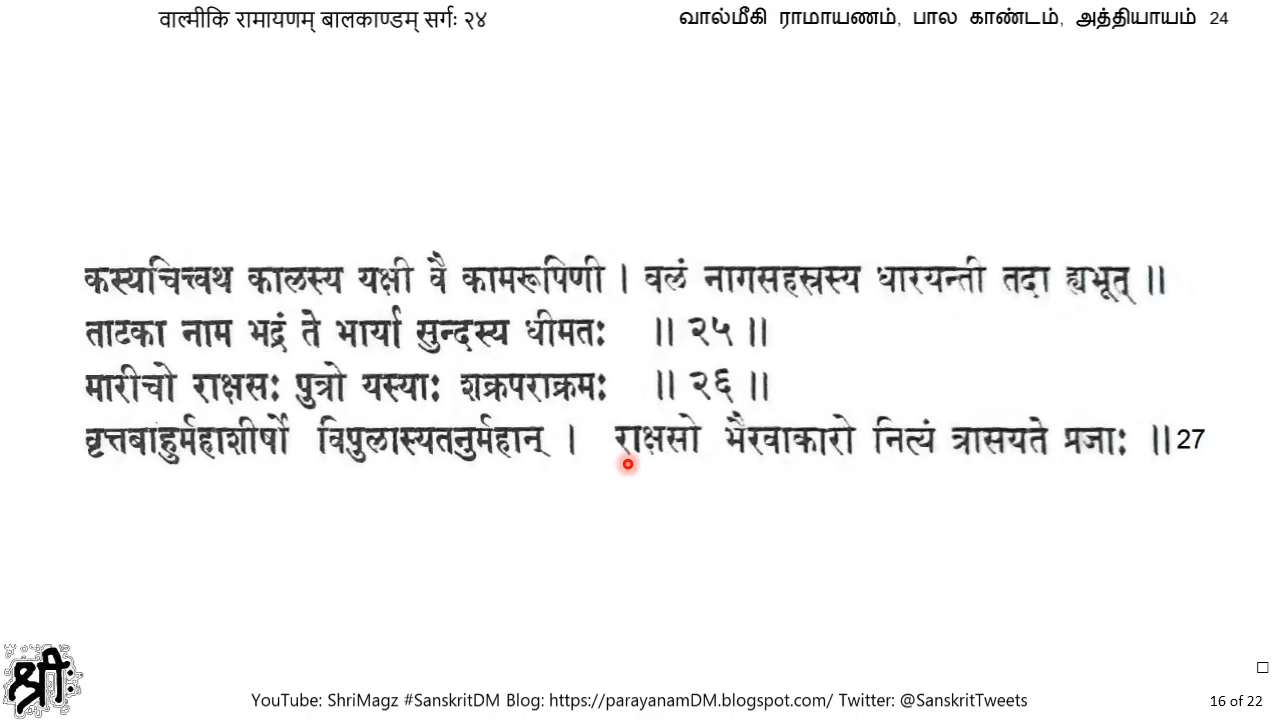 वाल्मीकि रामायणम् बालकाण्डम् सर्गः २४
வால்மீகி ராமாயணம், பால காண்டம், அத்தியாயம் 24
कस्यचित्त्वथ कालस्य यक्षी वै कामरूपिणी । बलं नागसहस्रस्य धारयन्ती तदा ह्यभूत् ॥
ताटका नाम भद्रं ते भार्या सुन्दस्य धीमतः ॥ २५ ॥
मारीचो राक्षसः पुत्रो यस्याः शक्रपराक्रमः ॥ २६ ॥
वृत्तबाहुर्महाशीर्षो विपुलास्यतनुर्महान् । राक्षसो भैरवाकारो नित्यं त्रासयते प्रजाः ॥27
श्रीः
YouTube: ShriMagz #SanskritDM Blog: https://parayanamDM.blogspot.com/ Twitter: @SanskritTweets
16 of 22